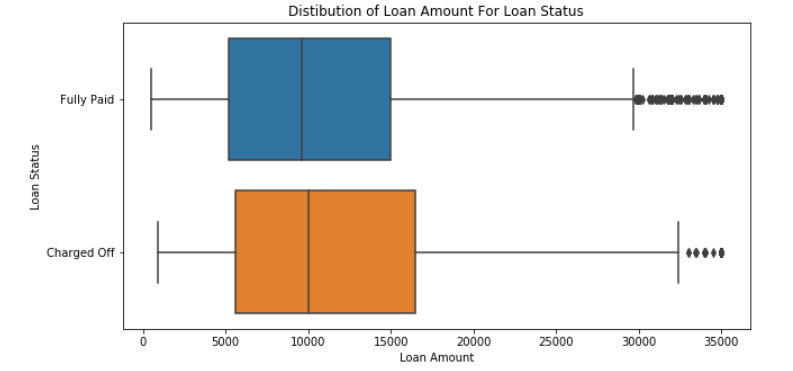 Distibution of Loan Amount For Loan Status
Loan Status
Fully Paid
Charged Off
0 5000 10000 15000 20000 25000 30000 35000
Loan Amount